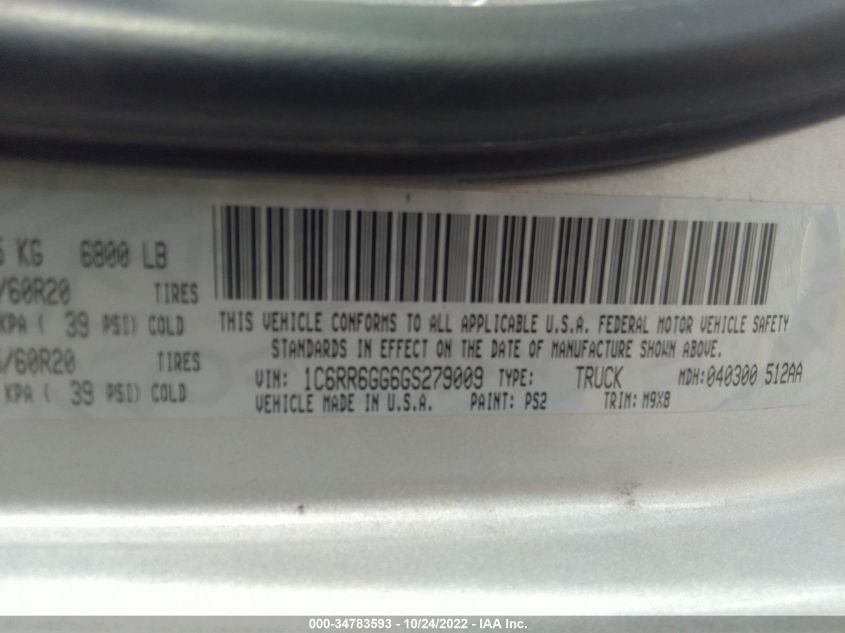 6800 LB
/60R20 TIRES
KPA ( 39 PSI) COLD
/60R20 TIRES
KPA ( 39 PSI) COLD
THIS VEHICLE CONFORMS TO ALL APPLICABLE U.S.A. FEDERAL MOTOR VEHICLE SAFETY
STANDARDS IN EFFECT ON THE DATE OF MANUFACTURE SHOWN ABOVE.
VIN: 1C6RR6GG6GS279009 TYPE: TRUCK MDH:040300 512AA
VEHICLE MADE IN U.S.A. PAINT: PS2 TRIM: M9X8
000-34783593 - 10/24/2022 - IAA Inc.